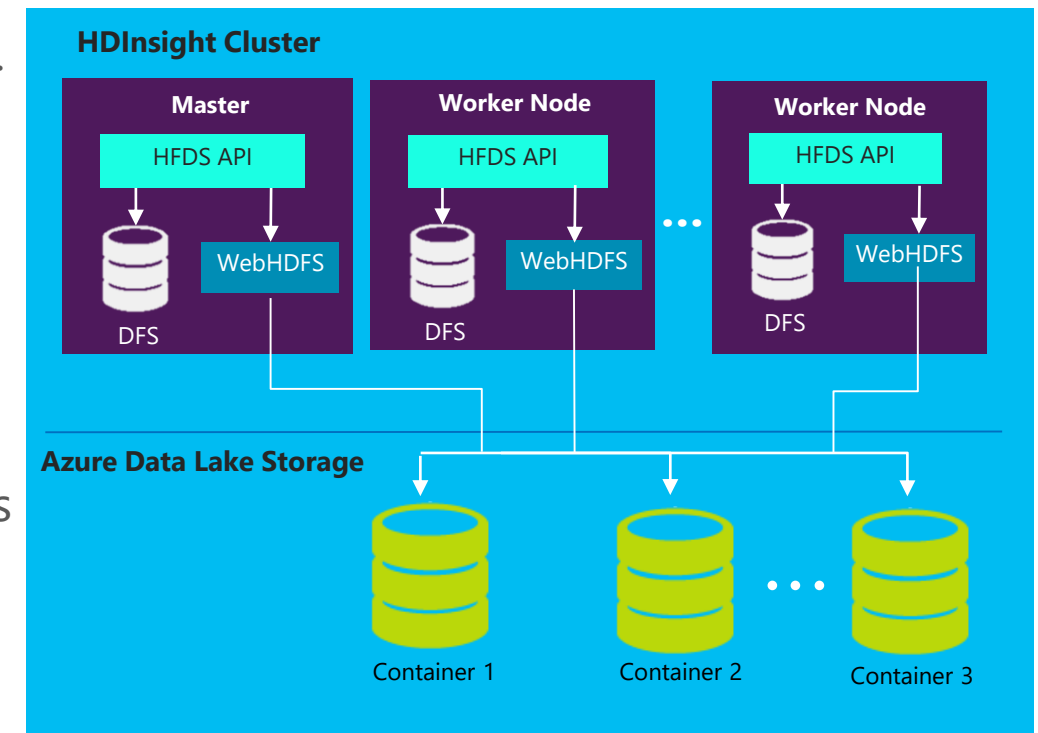 HDInsight Cluster
Master
HFDS API
WebHDFS
DFS
Worker Node
HFDS API
WebHDFS
DFS
...
Worker Node
HFDS API
WebHDFS
DFS
Azure Data Lake Storage
S
Container 1
Container 2
...
Container 3